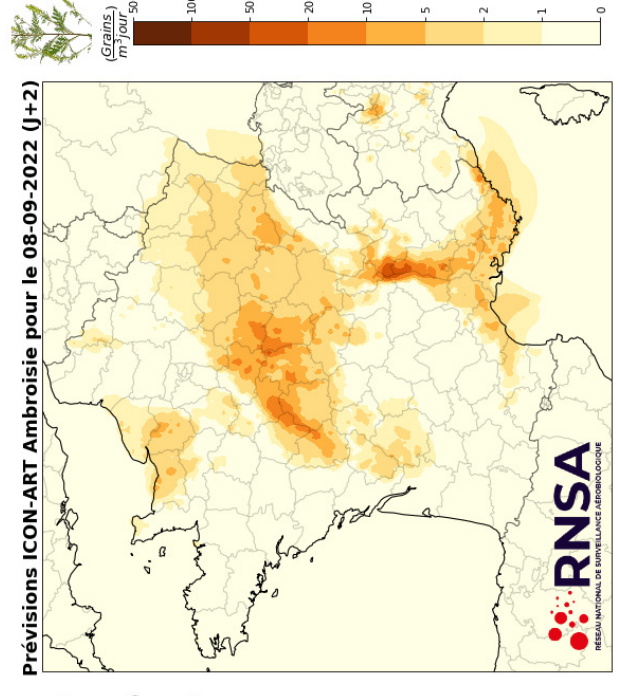 Prévisions ICON-ART Ambroisie pour le 08-09-2022 (J+2)
(Grains/m³jour)
50
100
50
20
10
5
2
1
0
RNSA
RÉSEAU NATIONAL DE SURVEILLANCE AÉROBIOLOGIQUE